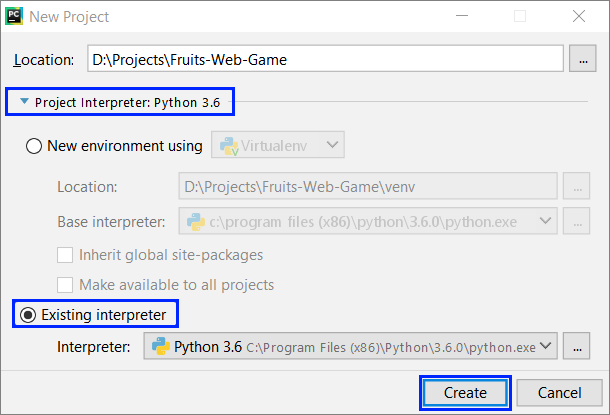 PC New Project
Location: D:\Projects\Fruits-Web-Game ...
Project Interpreter: Python 3.6
New environment using Virtualenv
Location: D:\Projects\Fruits-Web-Game\venv ...
Base interpreter: c:\program files (x86)\python\3.6.0\python.exe ...
Inherit global site-packages
Make available to all projects
Existing interpreter
Interpreter: Python 3.6 C:\Program Files (x86)\Python\3.6.0\python.exe ...
Create Cancel